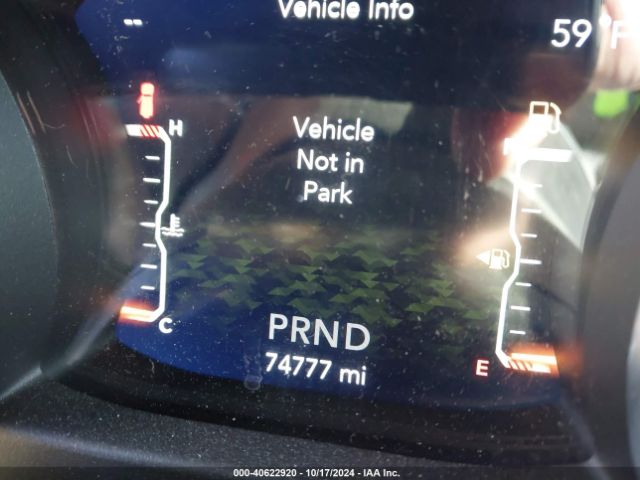 Vehicle Info
--
59°F
H
Vehicle
Not in
Park
C
PRND
74777 mi
E
000-40622920 - 10/17/2024 - IAA Inc.